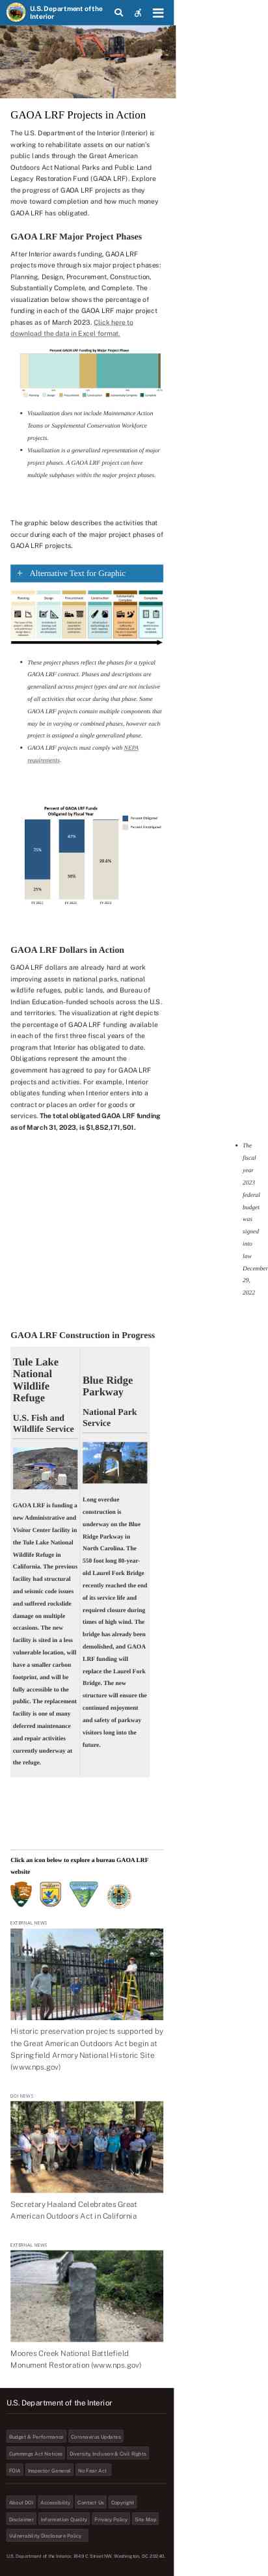 U.S. Department of the
Interior
GAOA LRF Projects in Action
The U.S. Department of the Interior (Interior) is
working to rehabilitate assets on our nation's
public lands through the Great American
Outdoors Act National Parks and Public Land
Legacy Restoration Fund (GAOA LRF). Explore
the progress of GAOA LRF projects as they
move toward completion and how much money
GAOA LRF has obligated.
GAOA LRF Major Project Phases
After Interior awards funding, GAOA LRF
projects move through six major project phases:
Planning, Design, Procurement, Construction,
Substantially Complete, and Complete. The
visualization below shows the percentage of
funding in each of the GAOA LRF major project
phases as of March 2023. Click here to
download the data in Excel format.
Percent GAOA LRF Funding by Major Project Phase
• Visualization does not include Maintenance Action
Teams or Supplemental Conservation Workforce
projects.
• Visualization is a generalized representation of major
project phases. A GAOA LRF project can have
multiple subphases within the major project phases.
The graphic below describes the activities that
occur during each of the major project phases of
GAOA LRF projects.
+ Alternative Text for Graphic
Planning Design Procurement Construction Substantially Complete Complete
• These project phases reflect the phases for a typical
GAOA LRF contract. Phases and descriptions are
generalized across project types and are not inclusive
of all activities that occur during that phase. Some
GAOA LRF projects contain multiple components that
may be in varying or combined phases, however each
project is assigned a single generalized phase.
• GAOA LRF projects must comply with NEPA
requirements.
Percent of GAOA LRF Funds
Obligated by Fiscal Year
Percent Obligated
Percent Unobligated
GAOA LRF Dollars in Action
GAOA LRF dollars are already hard at work
improving assets in national parks, national
wildlife refuges, public lands, and Bureau of
Indian Education-funded schools across the U.S.
and territories. The visualization at right depicts
the percentage of GAOA LRF funding available
in each of the first three fiscal years of the
program that Interior has obligated to date.
Obligations represent the amount the
government has agreed to pay for GAOA LRF
projects and activities. For example, Interior
obligates funding when Interior enters into a
contract or places an order for goods or
services. The total obligated GAOA LRF funding
as of March 31, 2023, is $1,852,171,501.
• The
fiscal
year
2023
federal
budget
was
signed
into
law
December
29,
2022
GAOA LRF Construction in Progress
Tule Lake
National
Wildlife
Refuge
U.S. Fish and
Wildlife Service
GAOA LRF is funding a
new Administrative and
Visitor Center facility in
the Tule Lake National
Wildlife Refuge in
California. The previous
facility had structural
and seismic code issues
and suffered rockslide
damage on multiple
occasions. The new
facility is sited in a less
vulnerable location, will
have a smaller carbon
footprint, and will be
fully accessible to the
public. The replacement
facility is one of many
deferred maintenance
and repair activities
currently underway at
the refuge.
Blue Ridge
Parkway
National Park
Service
Long overdue
construction is
underway on the Blue
Ridge Parkway in
North Carolina. The
550 foot long 80-year-
old Laurel Fork Bridge
recently reached the end
of its service life and
required closure during
times of high wind. The
bridge has already been
demolished, and GAOA
LRF funding will
replace the Laurel Fork
Bridge. The new
structure will ensure the
continued enjoyment
and safety of parkway
visitors long into the
future.
Click an icon below to explore a bureau GAOA LRF
website
EXTERNAL NEWS
Historic preservation projects supported by
the Great American Outdoors Act begin at
Springfield Armory National Historic Site
(www.nps.gov)
DOI NEWS
Secretary Haaland Celebrates Great
American Outdoors Act in California
EXTERNAL NEWS
Moores Creek National Battlefield
Monument Restoration (www.nps.gov)
U.S. Department of the Interior
Budget & Performance Coronavirus Updates
Cummings Act Notices Diversity, Inclusion & Civil Rights
FOIA Inspector General No Fear Act
About DOI Accessibility Contact Us Copyright
Disclaimer Information Quality Privacy Policy Site Map
Vulnerability Disclosure Policy
U.S. Department of the Interior, 1849 C Street NW, Washington, DC 20240.